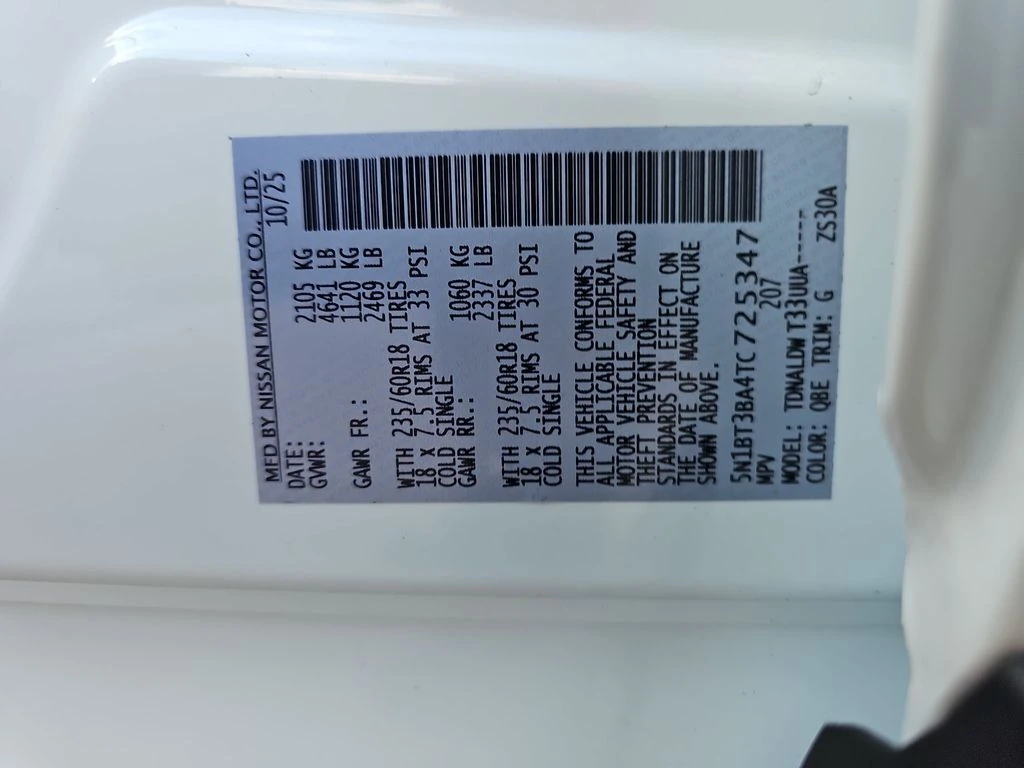 MFD BY NISSAN MOTOR CO., LTD.
DATE: 10/25
GVWR: 2105 KG
4641 LB
GAWR FR.: 1120 KG
2469 LB
WITH 235/60R18 TIRES
18 X 7.5 RIMS AT 33 PSI
COLD SINGLE
GAWR RR.: 1060 KG
2337 LB
WITH 235/60R18 TIRES
18 X 7.5 RIMS AT 30 PSI
COLD SINGLE
THIS VEHICLE CONFORMS TO
ALL APPLICABLE FEDERAL
MOTOR VEHICLE SAFETY AND
THEFT PREVENTION
STANDARDS IN EFFECT ON
THE DATE OF MANUFACTURE
SHOWN ABOVE.
5N1BT3BA4TC725347
MPV 207
MODEL: TDNALDW T33UUA-----
COLOR: QBE TRIM: G ZS30A